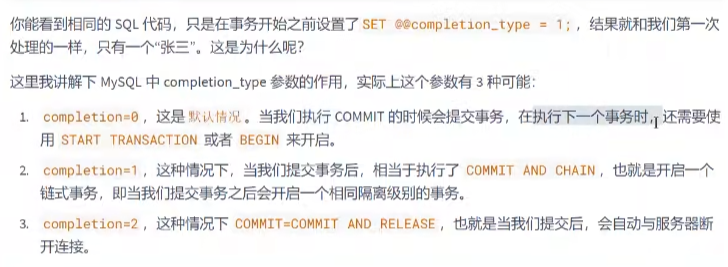 你能看到相同的 SQL 代码，只是在事务开始之前设置了 SET @@completion_type = 1;，结果就和我们第一次
处理的一样，只有一个“张三”。这是为什么呢？
这里我讲解下 MySQL 中 completion_type 参数的作用，实际上这个参数有 3 种可能：
1. completion=0，这是默认情况。当我们执行 COMMIT 的时候会提交事务，在执行下一个事务时，还需要使
用 START TRANSACTION 或者 BEGIN 来开启。
2. completion=1，这种情况下，当我们提交事务后，相当于执行了 COMMIT AND CHAIN，也就是开启一个
链式事务，即当我们提交事务之后会开启一个相同隔离级别的事务。
3. completion=2，这种情况下 COMMIT=COMMIT AND RELEASE，也就是当我们提交后，会自动与服务器断
开连接。